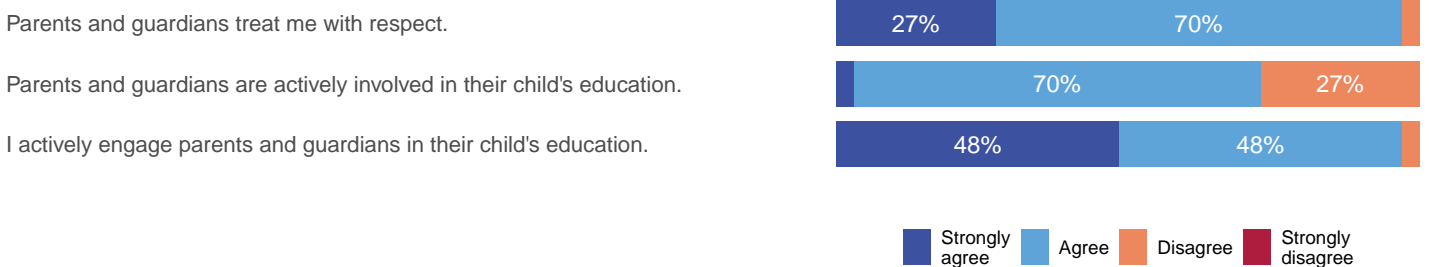 Parents and guardians treat me with respect.
27% 70%
Parents and guardians are actively involved in their child's education.
70% 27%
I actively engage parents and guardians in their child's education.
48% 48%
Strongly agree
Agree
Disagree
Strongly disagree